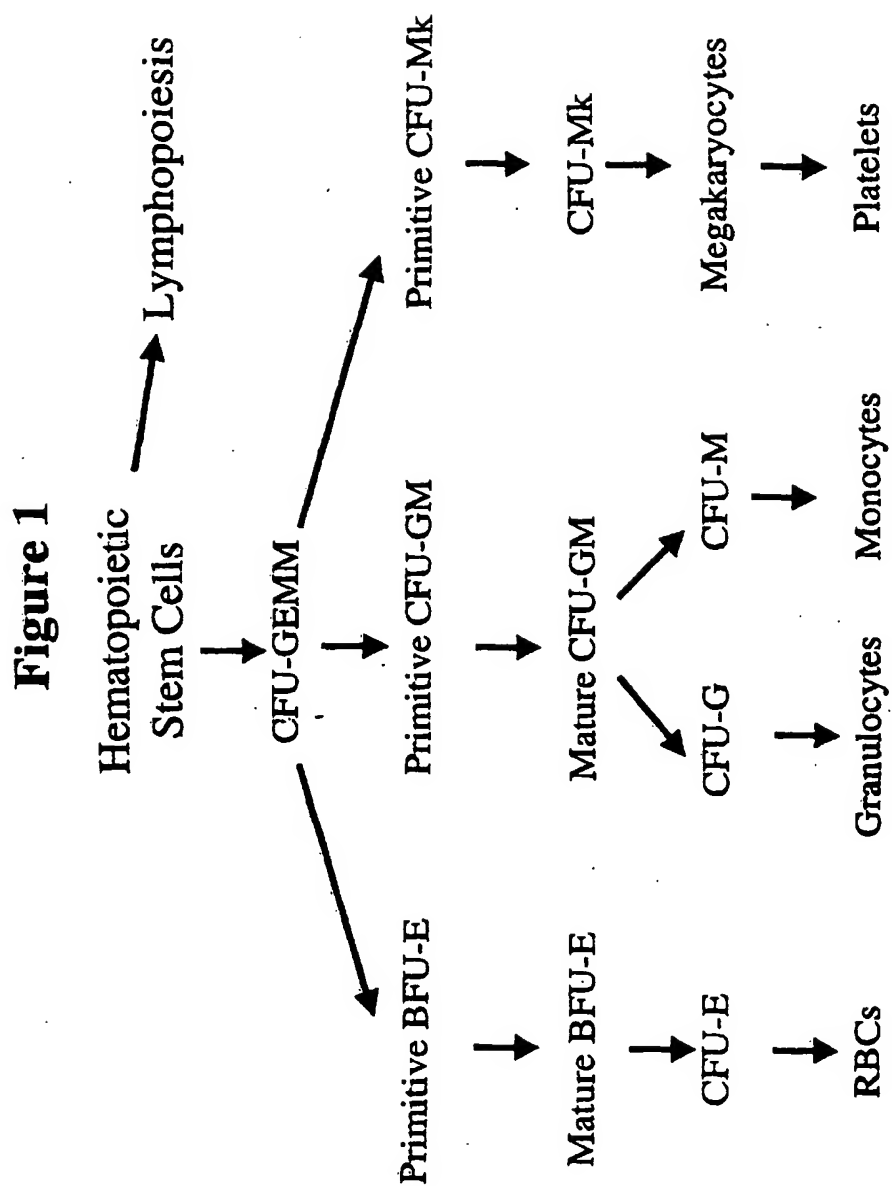 Figure 1
Hematopoietic
Stem Cells
Lymphopoiesis
CFU-GEMM
Primitive BFU-E
Primitive CFU-GM
Primitive CFU-Mk
Mature BFU-E
Mature CFU-GM
CFU-Mk
CFU-E
CFU-G
CFU-M
Megakaryocytes
RBCs
Granulocytes
Monocytes
Platelets